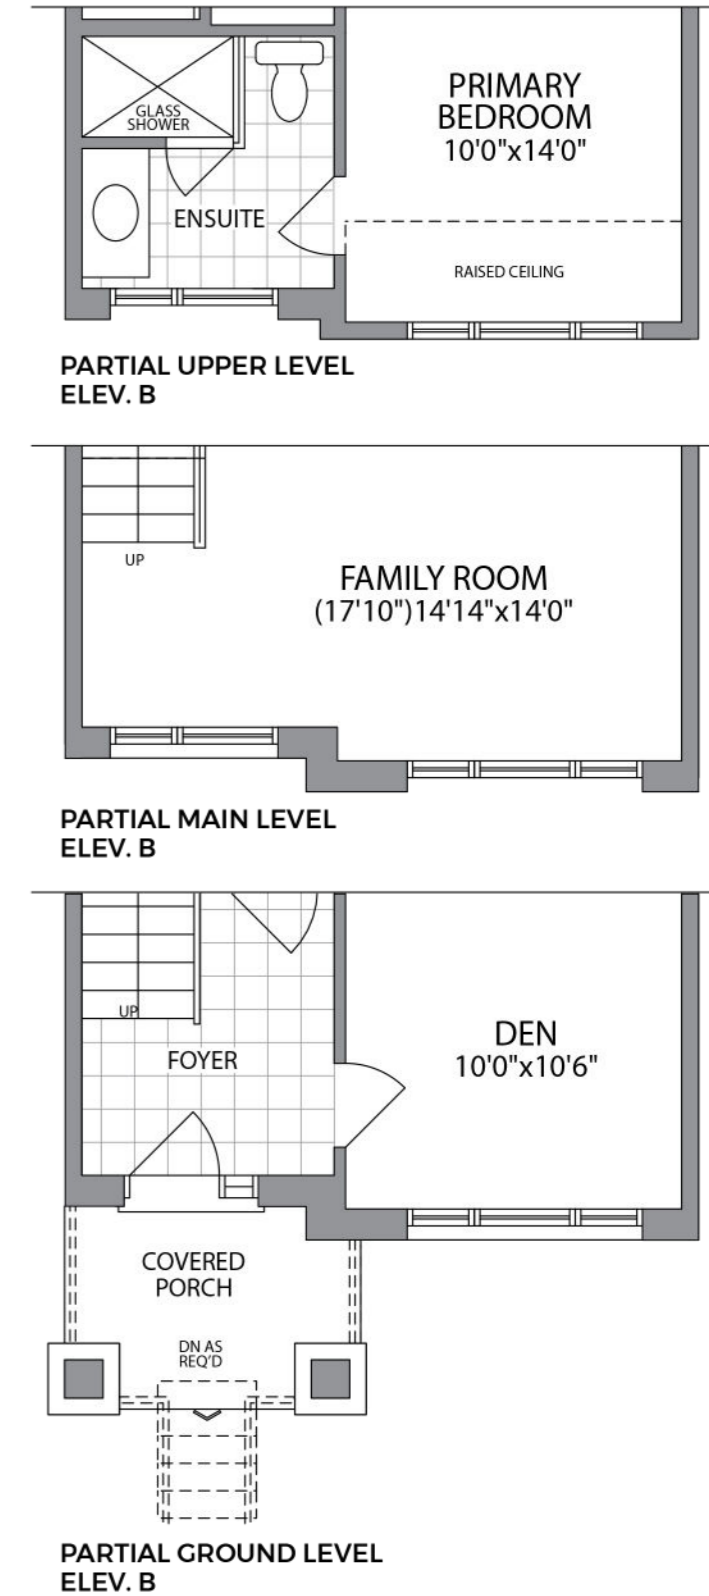 PRIMARY
BEDROOM
10'0"x14'0"
GLASS
SHOWER
ENSUITE
RAISED CEILING
PARTIAL UPPER LEVEL
ELEV. B
UP
FAMILY ROOM
(17'10")14'14"x14'0"
PARTIAL MAIN LEVEL
ELEV. B
UP
FOYER
DEN
10'0"x10'6"
COVERED
PORCH
DN AS
REQ'D
PARTIAL GROUND LEVEL
ELEV. B